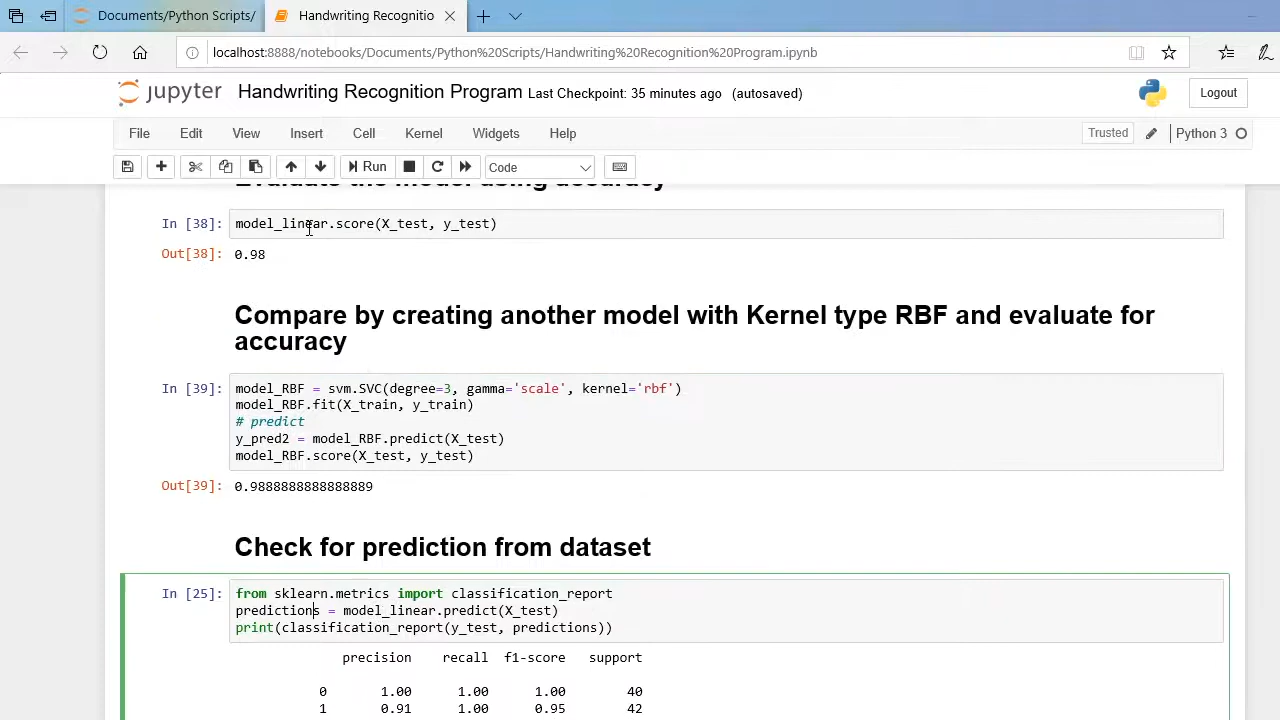 Documents/Python Scripts/
Handwriting Recognitio
localhost:8888/notebooks/Documents/Python%20Scripts/Handwriting%20Recognition%20Program.ipynb
jupyter Handwriting Recognition Program Last Checkpoint: 35 minutes ago (autosaved)
Logout
File Edit View Insert Cell Kernel Widgets Help
Trusted Python 3
Run Code
Evaluate the model using accuracy
In [38]: model_linear.score(X_test, y_test)
Out[38]: 0.98
Compare by creating another model with Kernel type RBF and evaluate for
accuracy
In [39]: model_RBF = svm.SVC(degree=3, gamma='scale', kernel='rbf')
model_RBF.fit(X_train, y_train)
# predict
y_pred2 = model_RBF.predict(X_test)
model_RBF.score(X_test, y_test)
Out[39]: 0.9888888888888889
Check for prediction from dataset
In [25]: from sklearn.metrics import classification_report
predictions = model_linear.predict(X_test)
print(classification_report(y_test, predictions))
precision recall f1-score support
0 1.00 1.00 1.00 40
1 0.91 1.00 0.95 42